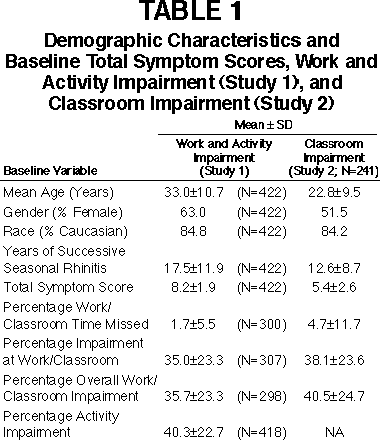 TABLE 1
Demographic Characteristics and
Baseline Total Symptom Scores, Work and
Activity Impairment (Study 1), and
Classroom Impairment (Study 2)
Mean ± SD
Work and Activity Classroom
Impairment Impairment
Baseline Variable (Study 1) (Study 2; N=241)
Mean Age (Years) 33.0±10.7 (N=422) 22.8±9.5
Gender (% Female) 63.0 (N=422) 51.5
Race (% Caucasian) 84.8 (N=422) 84.2
Years of Successive
Seasonal Rhinitis 17.5±11.9 (N=422) 12.6±8.7
Total Symptom Score 8.2±1.9 (N=422) 5.4±2.6
Percentage Work/
Classroom Time Missed 1.7±5.5 (N=300) 4.7±11.7
Percentage Impairment
at Work/Classroom 35.0±23.3 (N=307) 38.1±23.6
Percentage Overall Work/
Classroom Impairment 35.7±23.3 (N=298) 40.5±24.7
Percentage Activity
Impairment 40.3±22.7 (N=418) NA